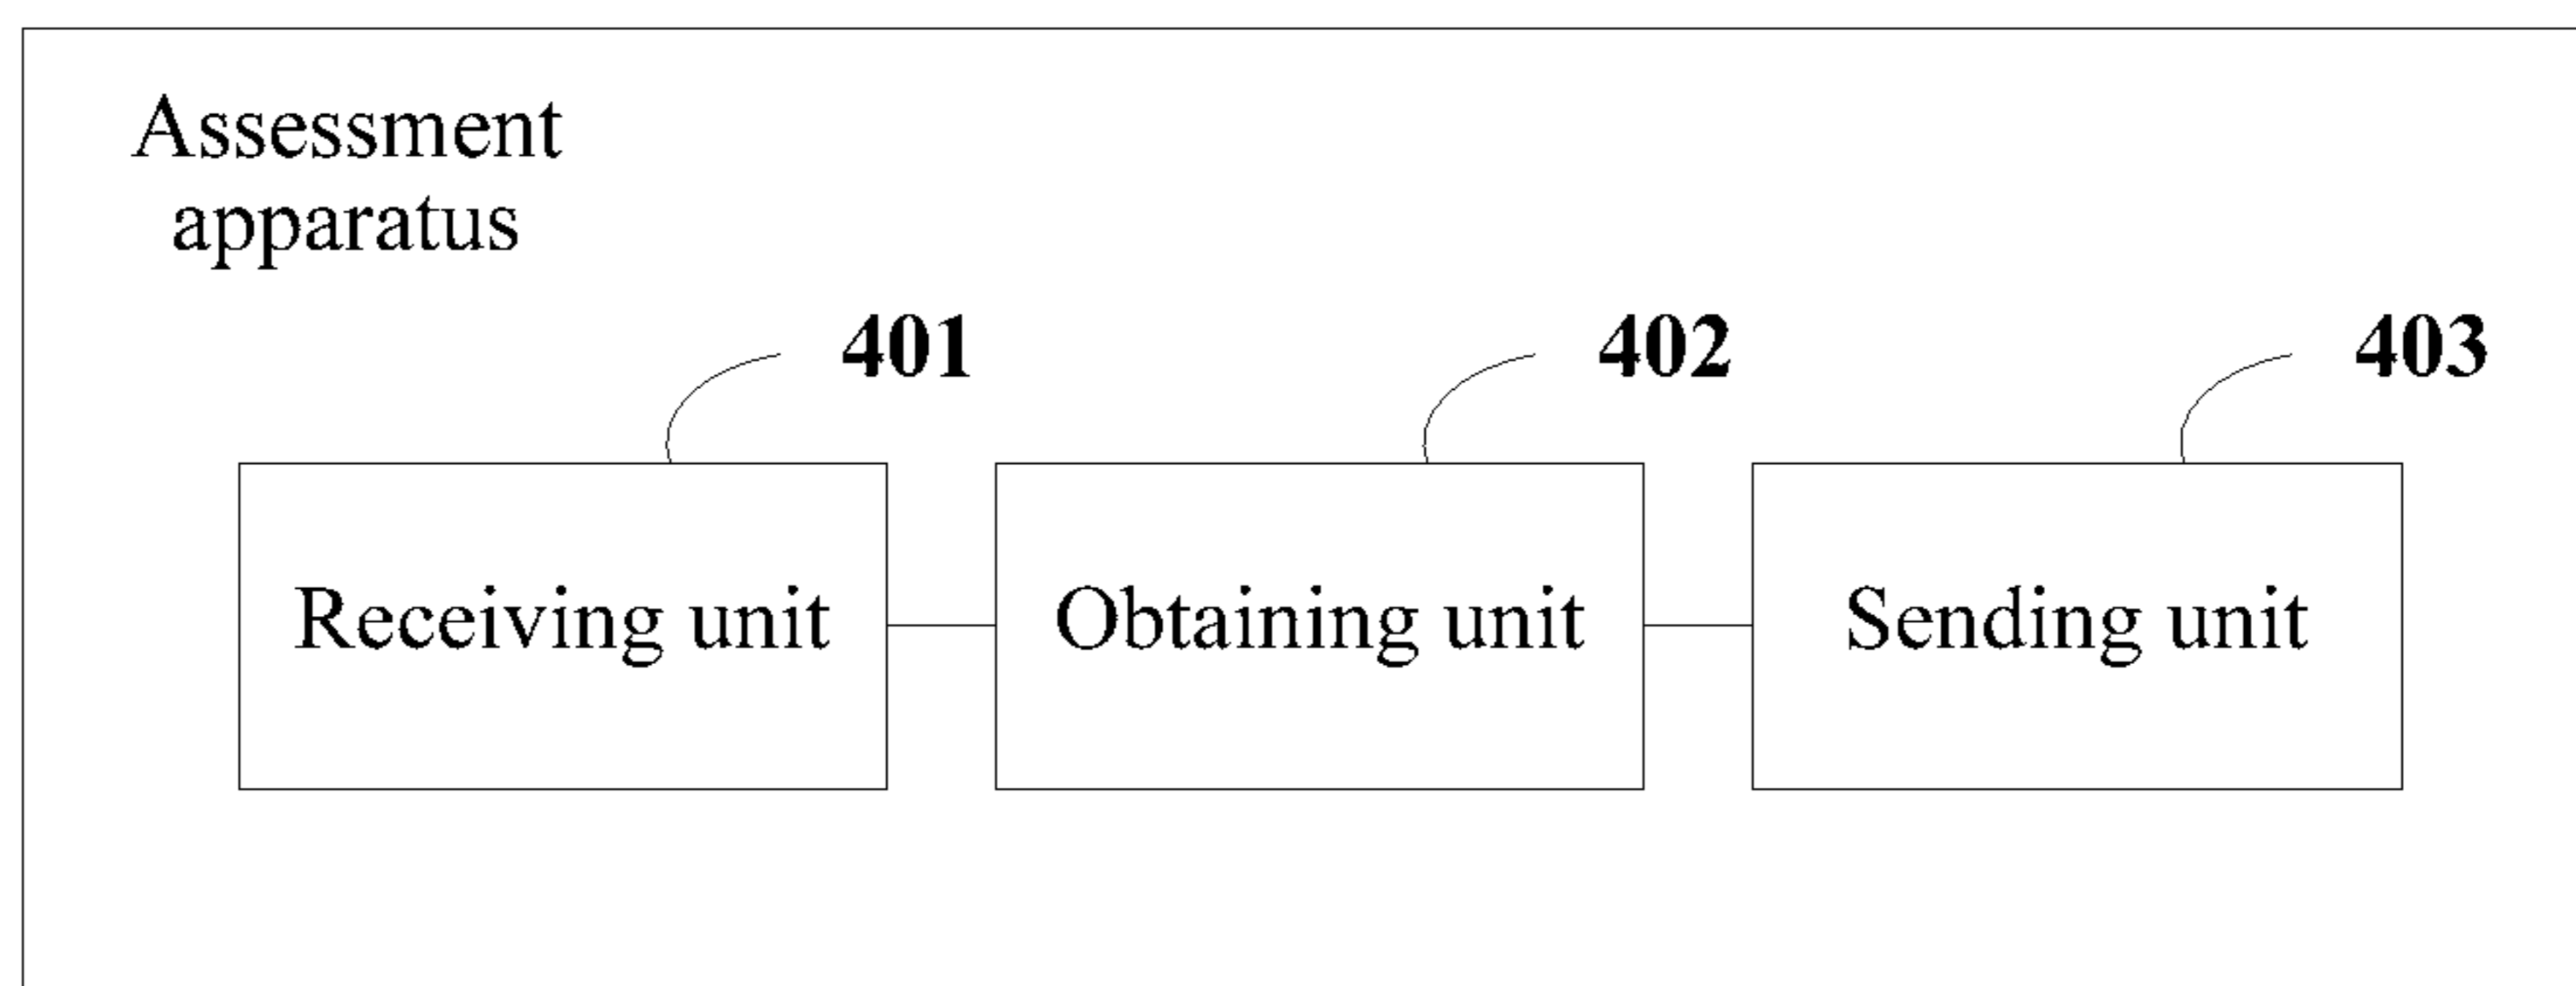 Assessment
apparatus
401
402
403
Receiving unit
Obtaining unit
Sending unit